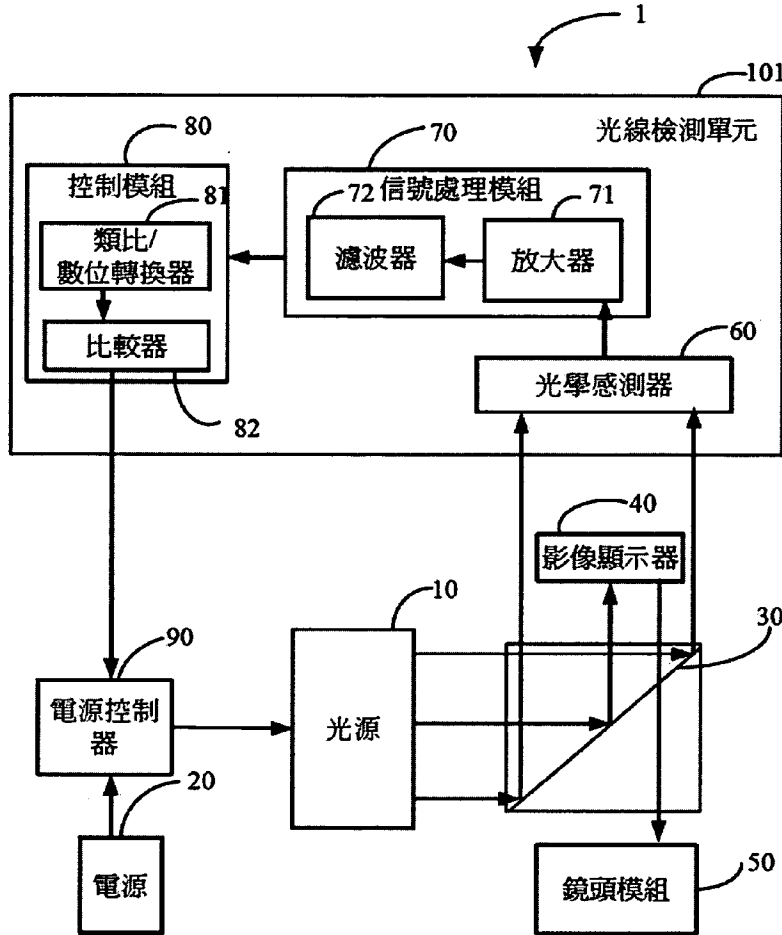 1
101
光線檢測單元
80
控制模組
81
類比/
數位轉換器
比較器
82
70
信號處理模組
72
濾波器
71
放大器
60
光學感測器
40
影像顯示器
30
10
光源
90
電源控制
器
20
電源
50
鏡頭模組